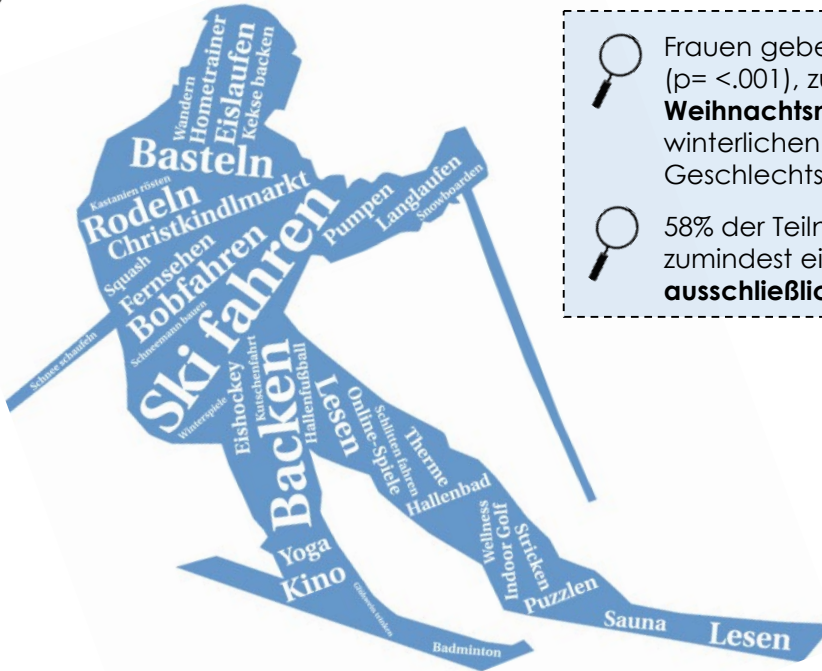 Wandern
Hometrainer
Eislaufen
Kekse backen
Basteln
Kastanien rösten
Rodeln
Christkindlmarkt
Squash
Fernsehen
Bobfahren
Schneemann bauen
Ski fahren
Winterspiele
Schnee schaufeln
Pumpen
Langlaufen
Snowboarden
Eishockey
Kutschenfahrt
Backen
Hallenfußball
Lesen
Online-Spiele
Schlitten fahren
Therme
Hallenbad
Wellness
Indoor Golf
Stricken
Puzzlen
Sauna
Lesen
Yoga
Kino
Glühwein trinken
Badminton
Frauen gebe
(p= <.001), zu
Weihnachtsm
winterlichen
Geschlechts
58% der Teiln
zumindest ei
ausschließlic